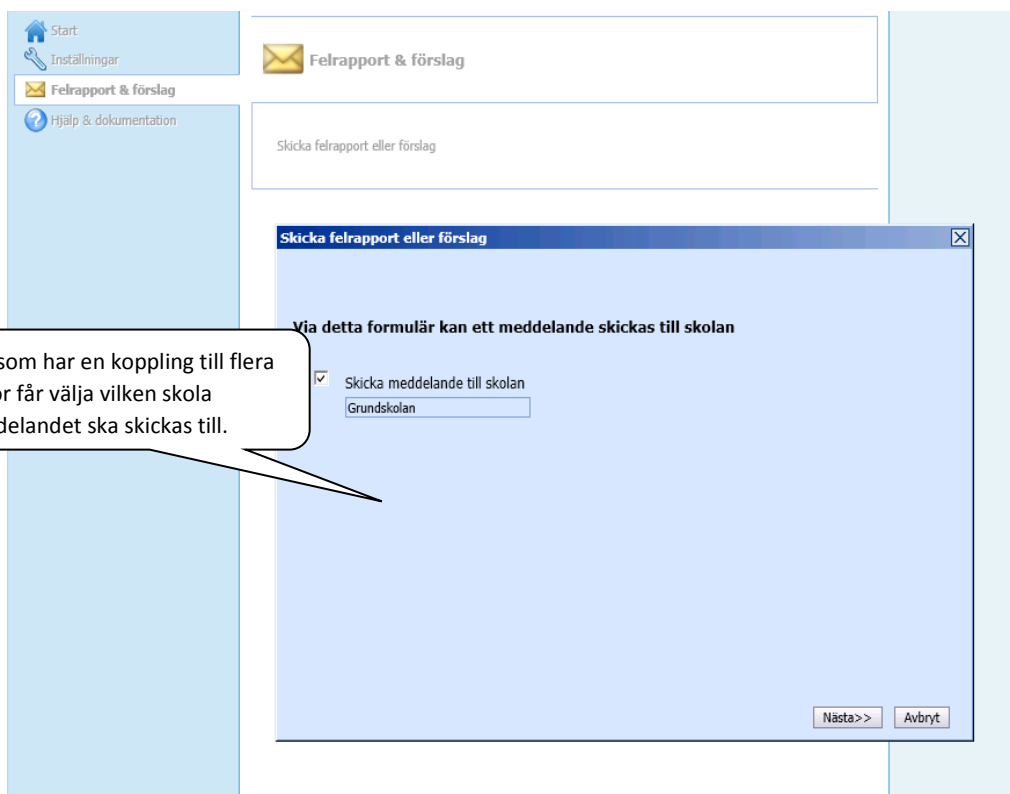 Start
Inställningar
Felrapport & förslag
Hjälp & dokumentation
Felrapport & förslag
Skicka felrapport eller förslag
Skicka felrapport eller förslag
Via detta formulär kan ett meddelande skickas till skolan
som har en koppling till flera
får välja vilken skola
ska skickas till.
Skicka meddelande till skolan
Grundskolan
Nästa>>
Avbryt